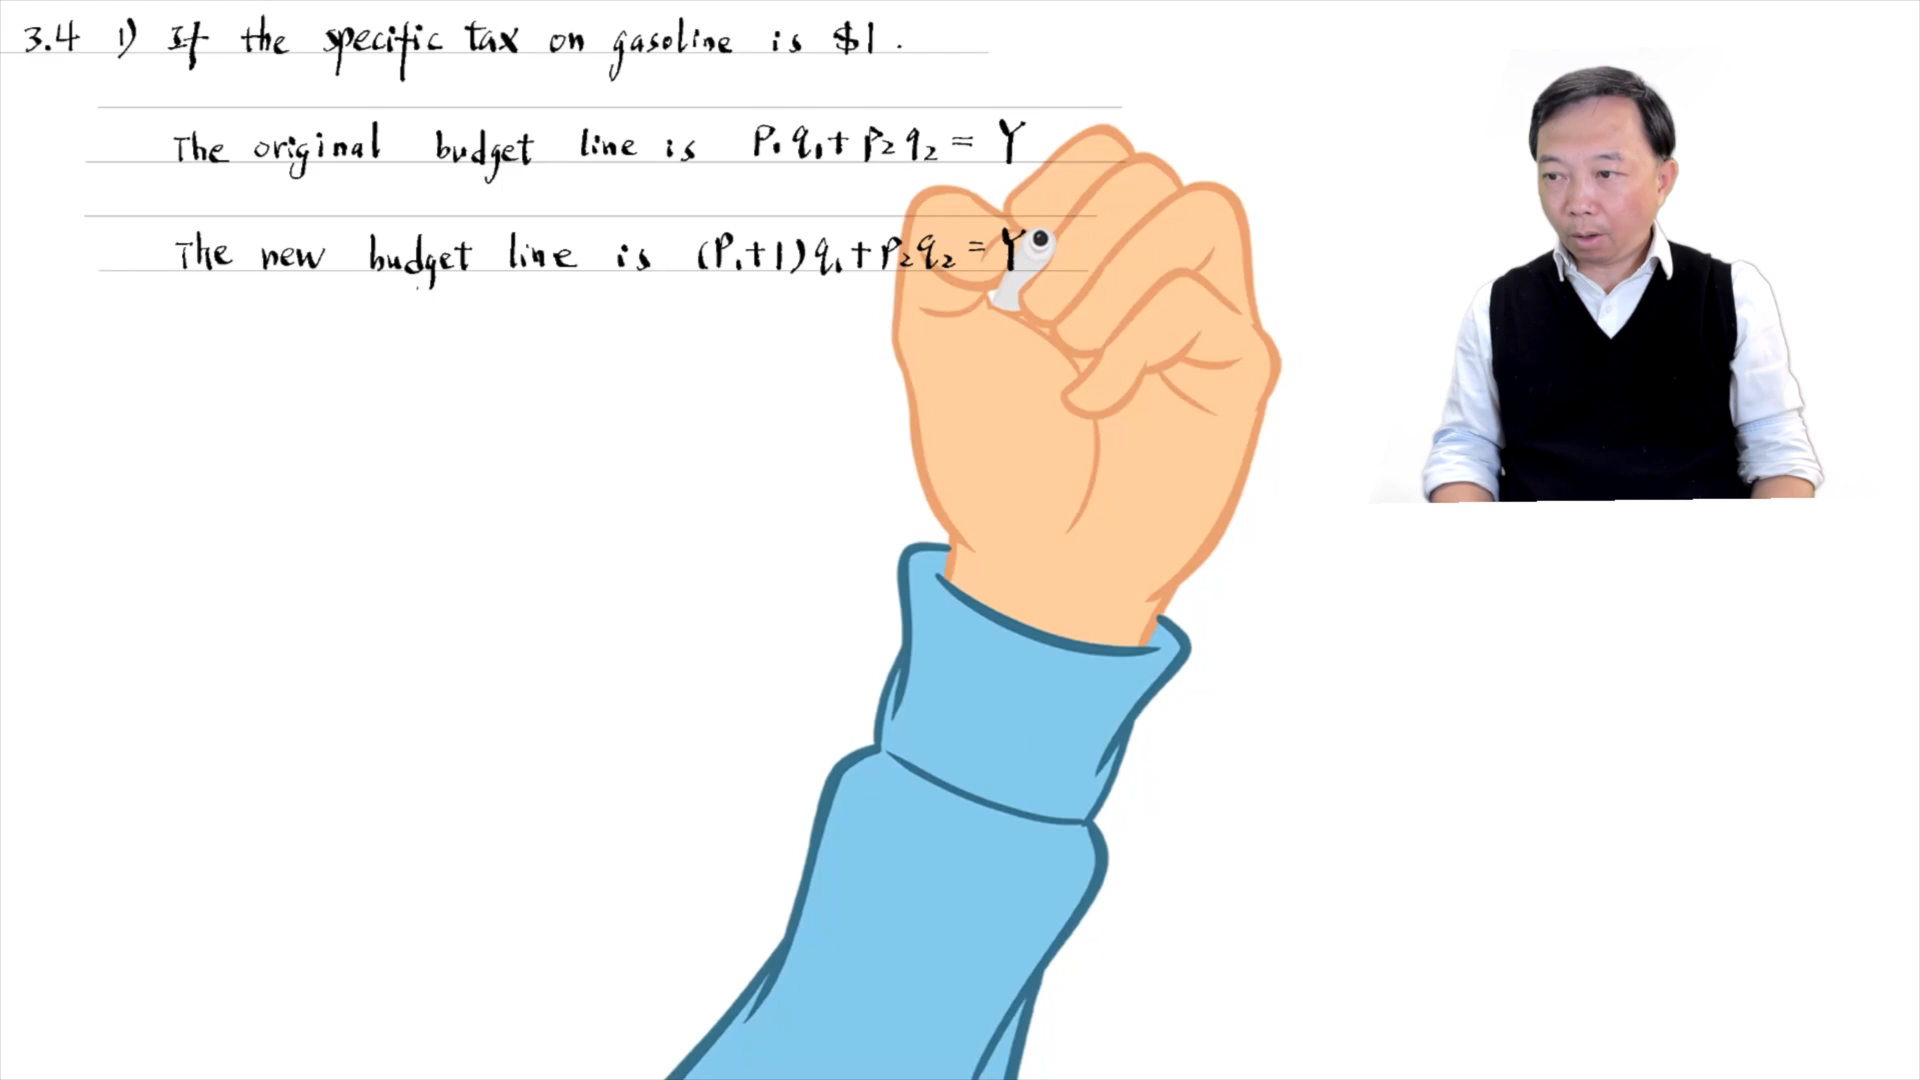 3.4 1) If the specific tax on gasoline is $1.
The original budget line is P₁q₁+P₂q₂ = Y
The new budget line is (P₁+1)q₁+P₂q₂ = Y